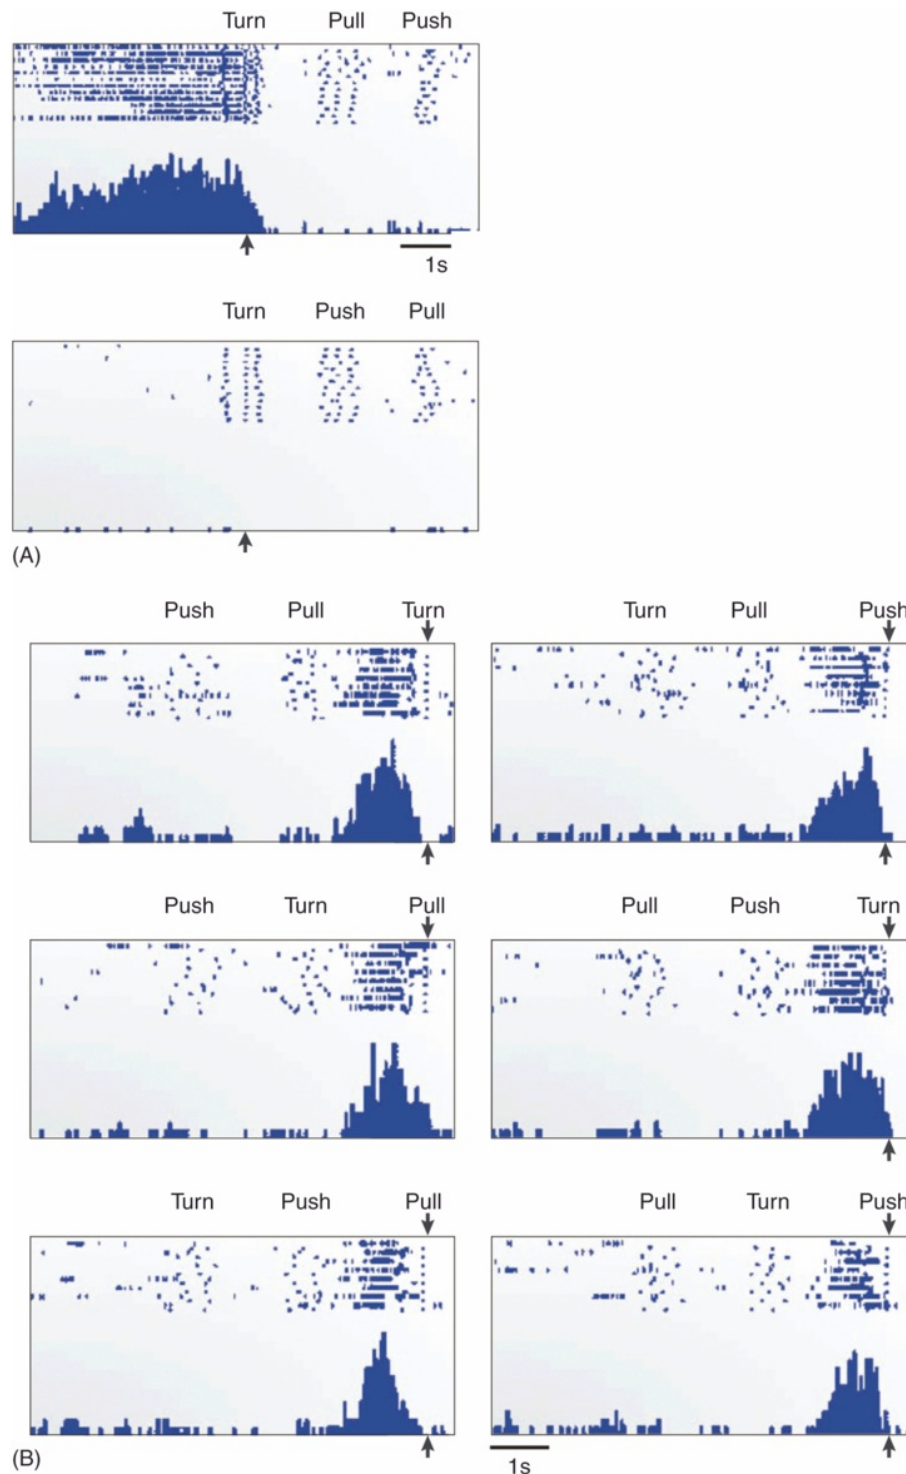 Turn Pull Push
1s
Turn Push Pull
(A)
Push Pull Turn
Turn Pull Push
Push Turn Pull
Pull Push Turn
Turn Push Pull
Pull Turn Push
(B)
1s